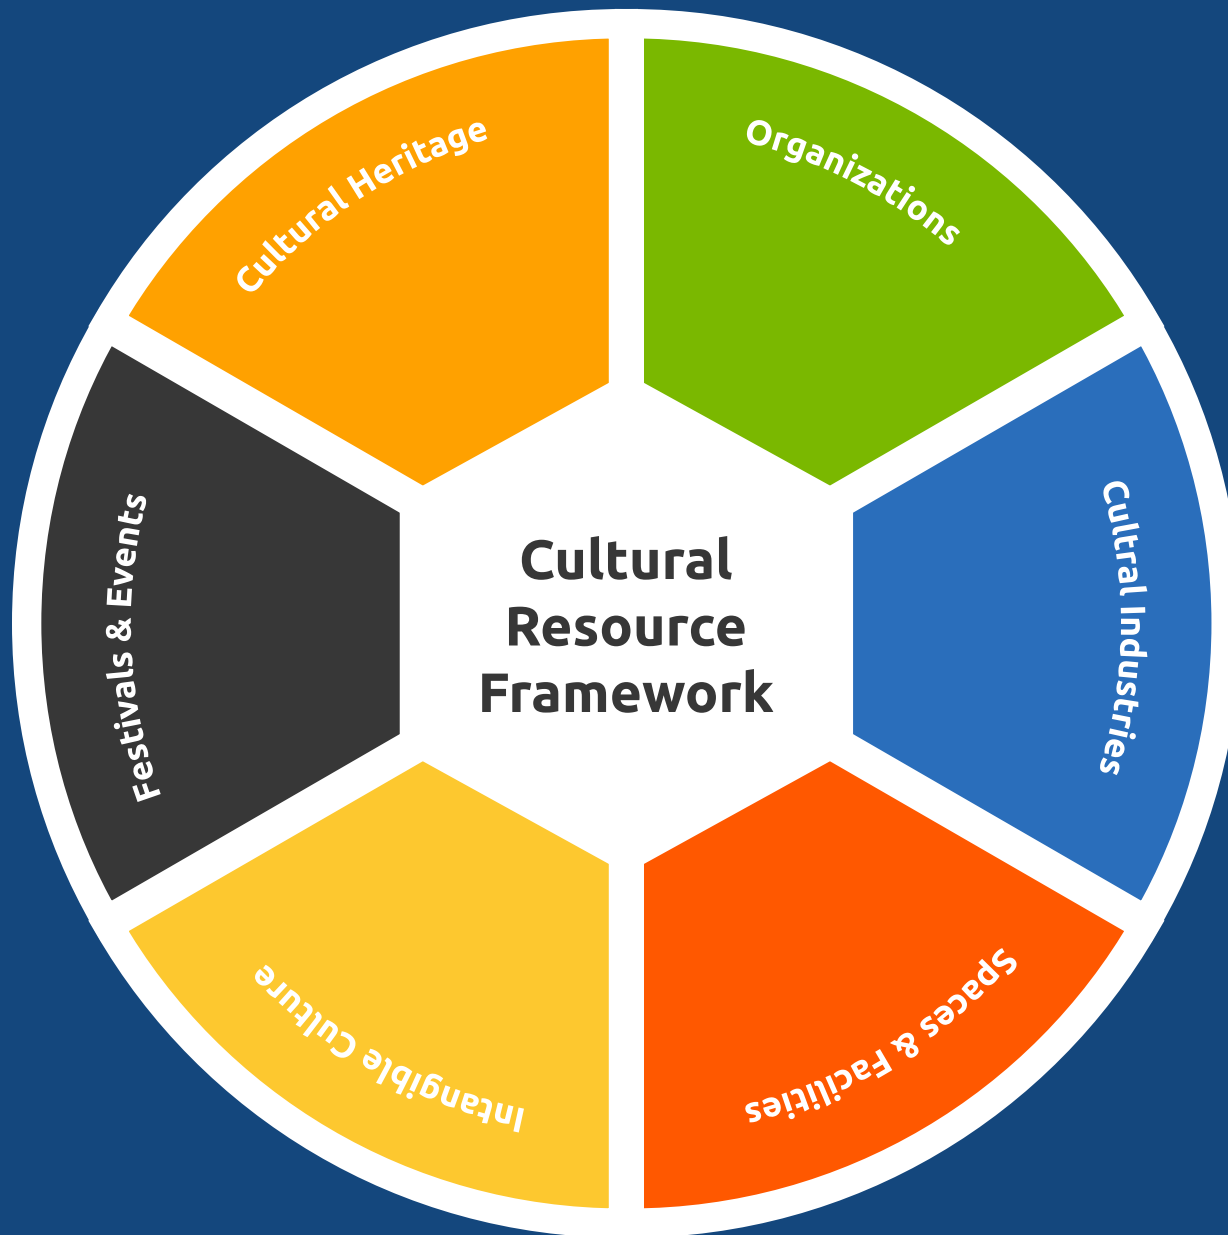 Cultural Heritage
Organizations
Cultral Industries
Spaces & Facilities
Intangible Culture
Festivals & Events
Cultural
Resource
Framework